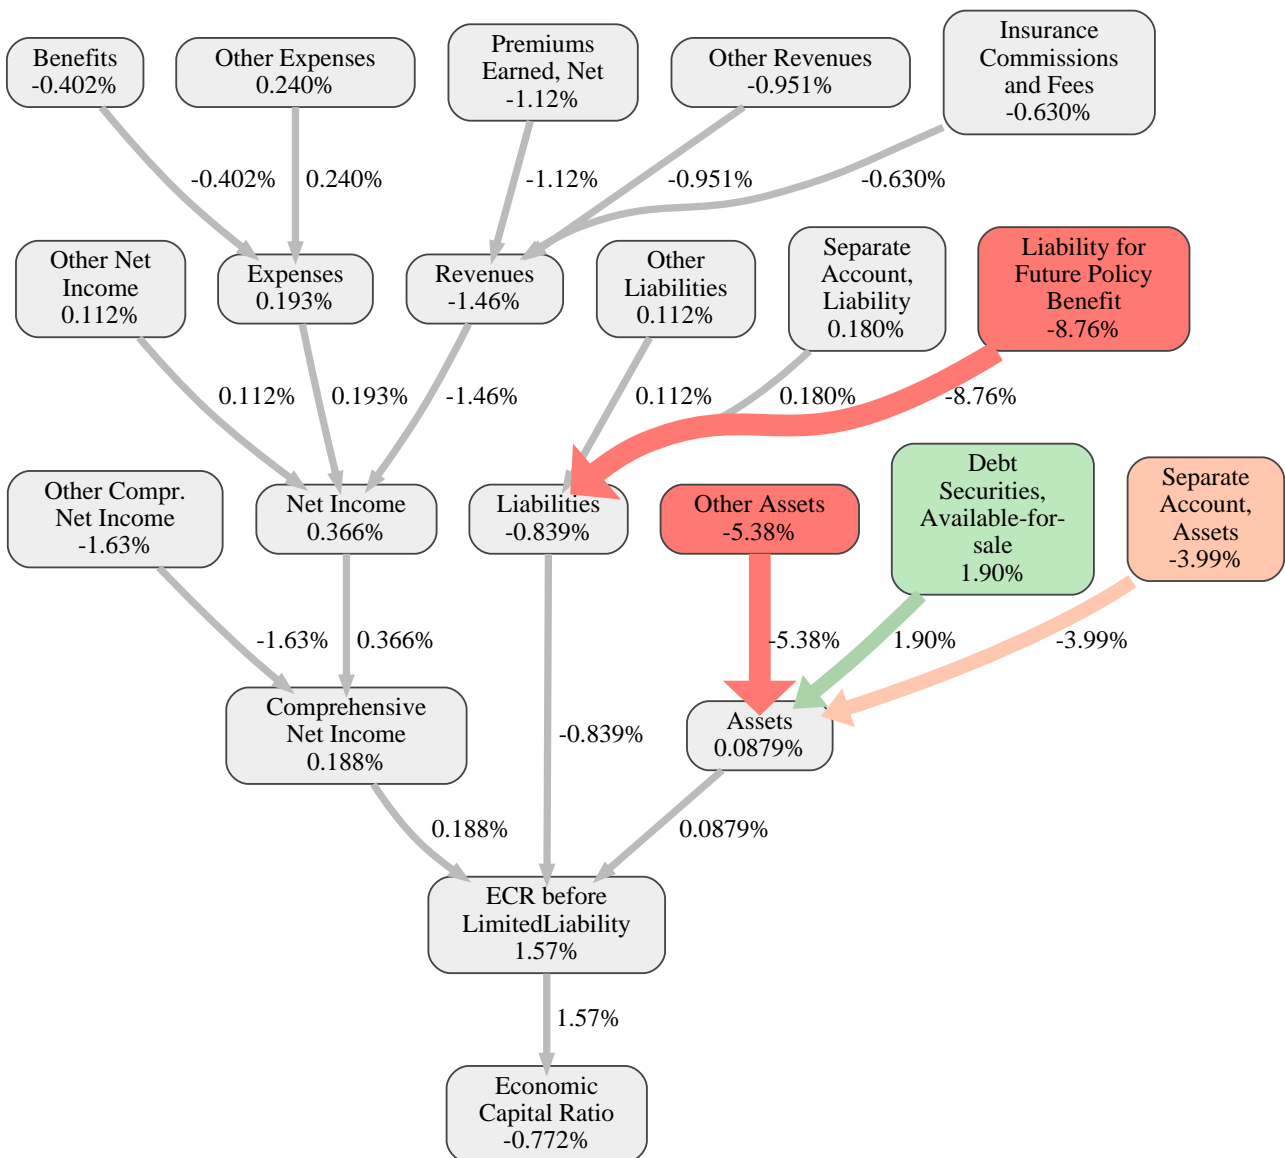 Benefits
-0.402%
Other Expenses
0.240%
Premiums
Earned, Net
-1.12%
Other Revenues
-0.951%
Insurance
Commissions
and Fees
-0.630%
-0.402%
0.240%
-1.12%
-0.951%
-0.630%
Other Net
Income
0.112%
Expenses
0.193%
Revenues
-1.46%
Other
Liabilities
0.112%
Separate
Account,
Liability
0.180%
Liability for
Future Policy
Benefit
-8.76%
0.112%
0.193%
-1.46%
0.112%
0.180%
-8.76%
Other Compr.
Net Income
-1.63%
Net Income
0.366%
Liabilities
-0.839%
Other Assets
-5.38%
Debt
Securities,
Available-for-
sale
1.90%
Separate
Account,
Assets
-3.99%
-1.63%
0.366%
-5.38%
1.90%
-3.99%
Comprehensive
Net Income
0.188%
-0.839%
Assets
0.0879%
0.188%
0.0879%
ECR before
LimitedLiability
1.57%
1.57%
Economic
Capital Ratio
-0.772%